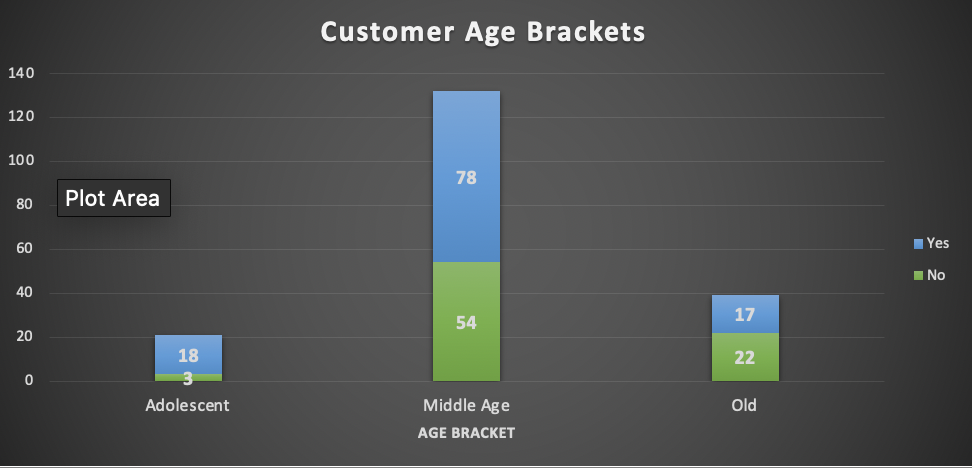 Customer Age Brackets
140
120
100
80
60
40
20
0
Plot Area
78
54
18
3
17
22
Yes
No
Adolescent
Middle Age
Old
AGE BRACKET